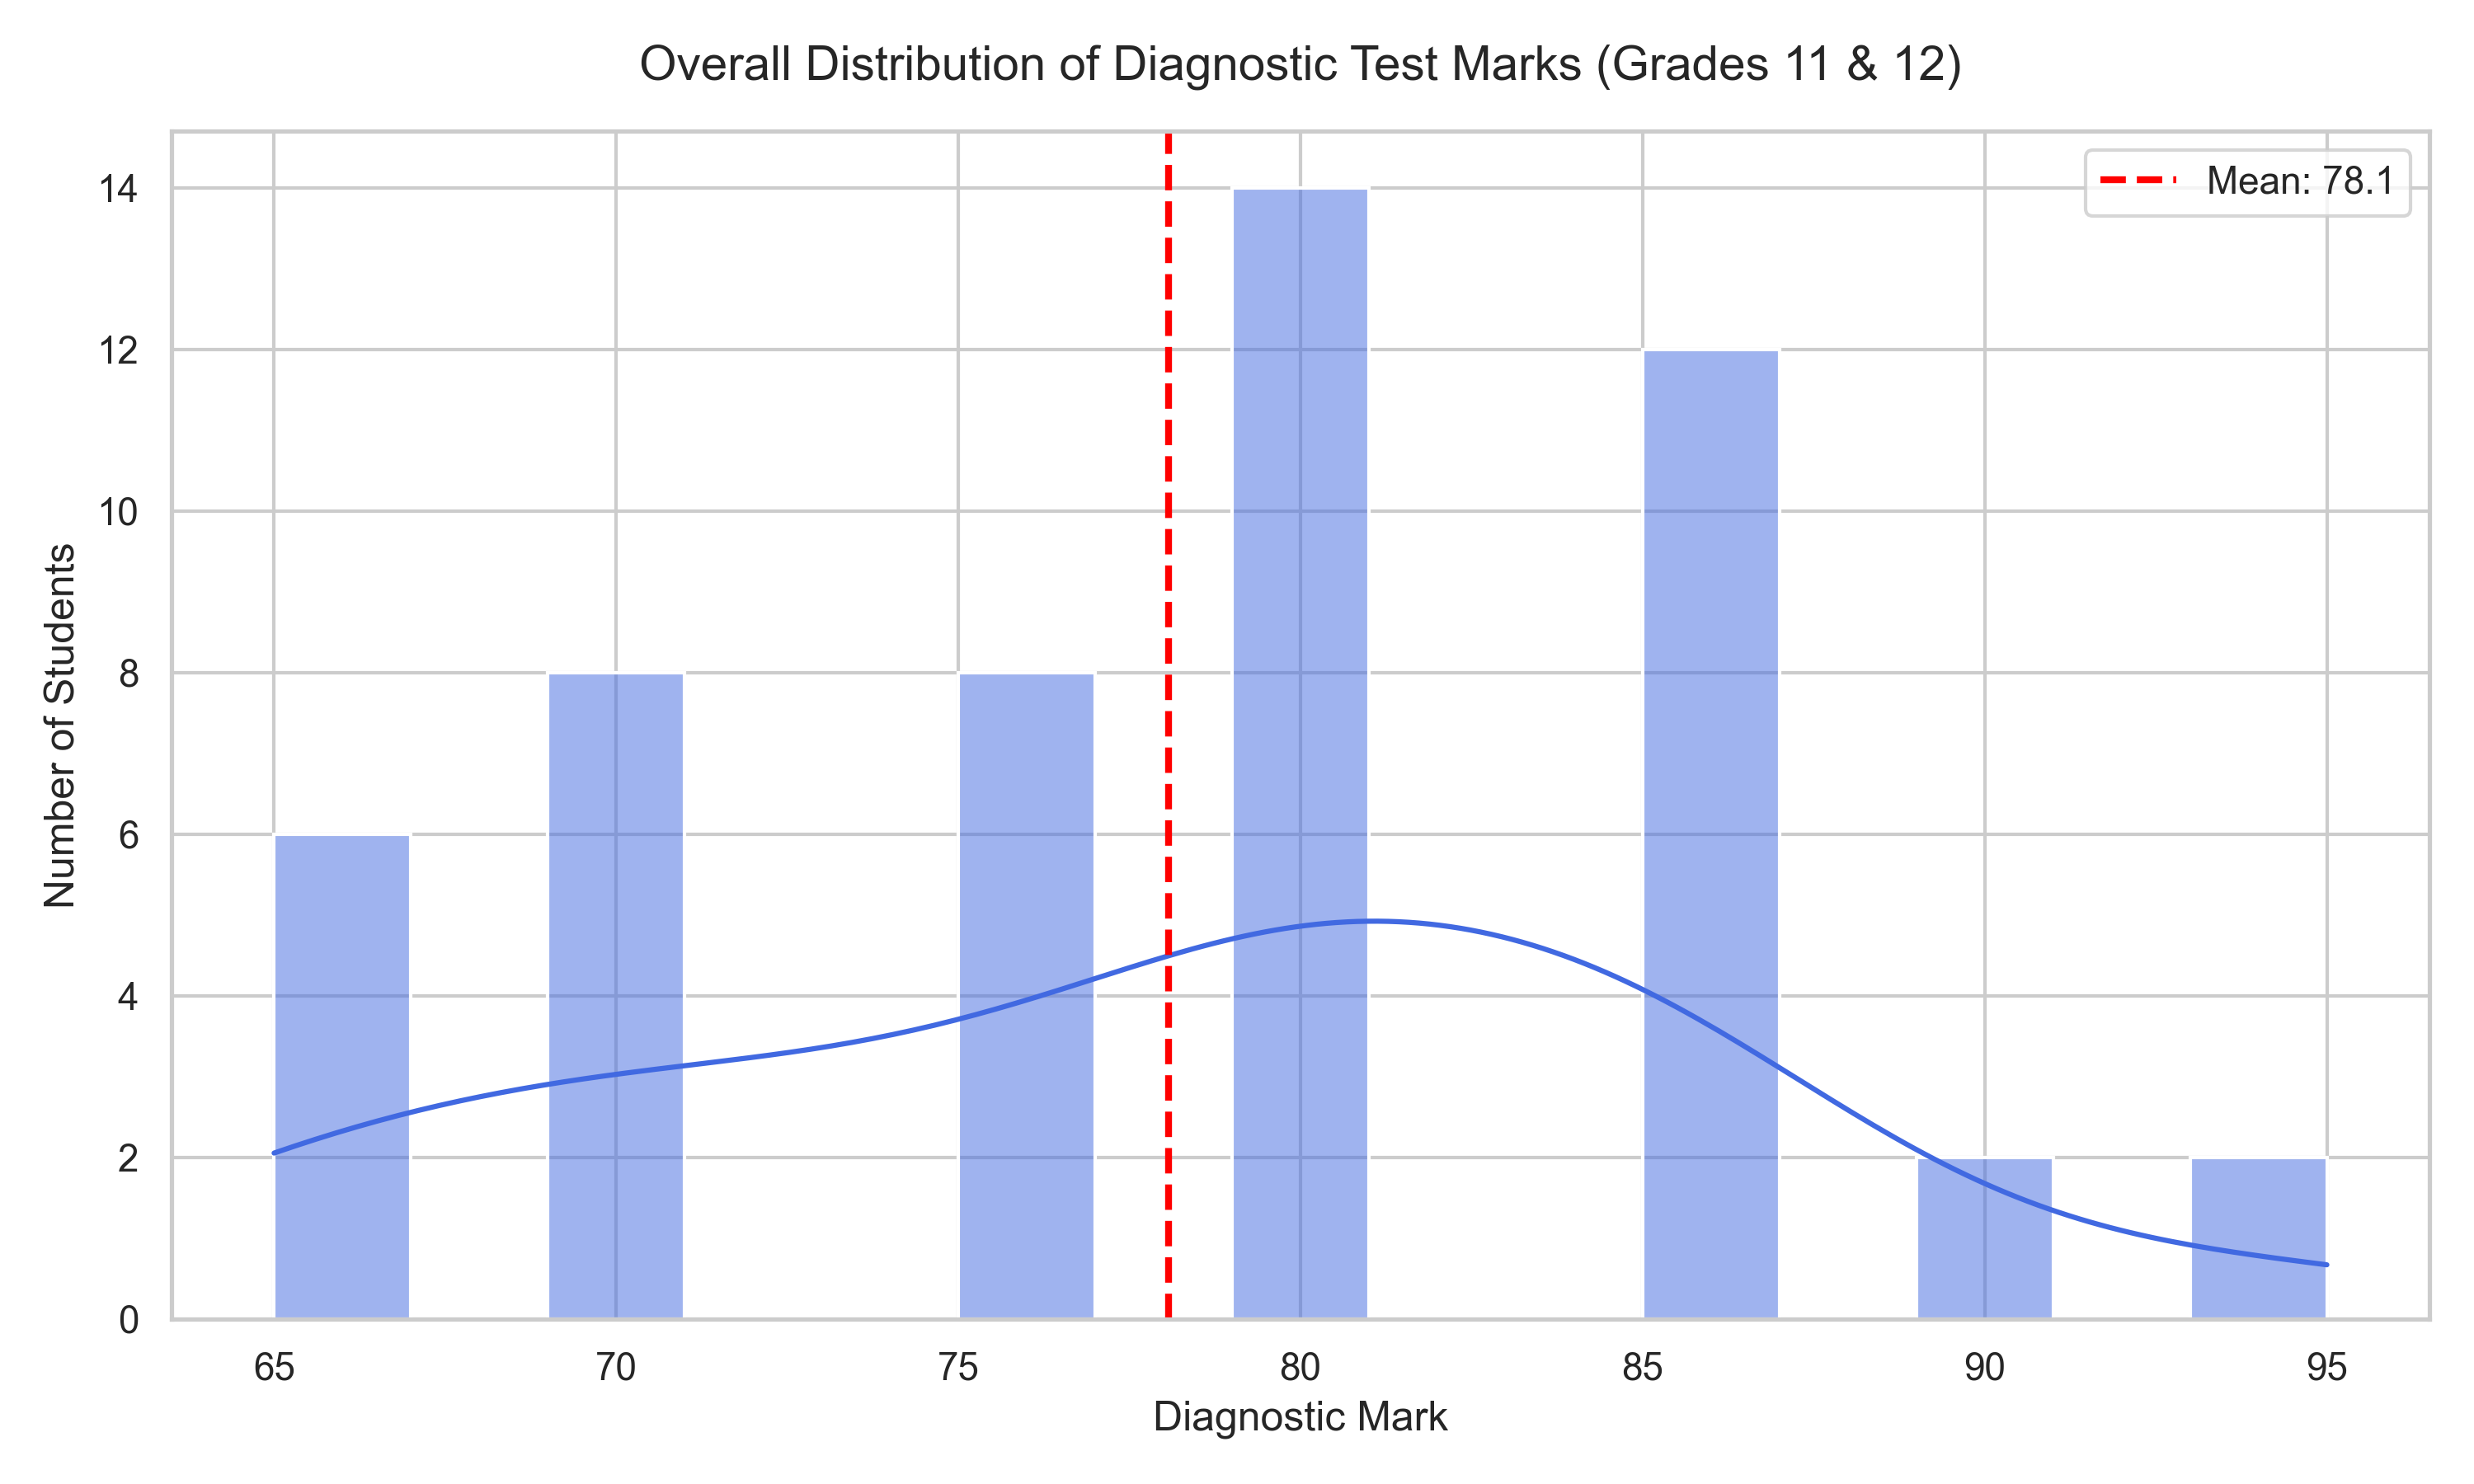 Overall Distribution of Diagnostic Test Marks (Grades 11 & 12)
Mean: 78.1
14
12
10
8
6
4
2
0
Number of Students
65 70 75 80 85 90 95
Diagnostic Mark